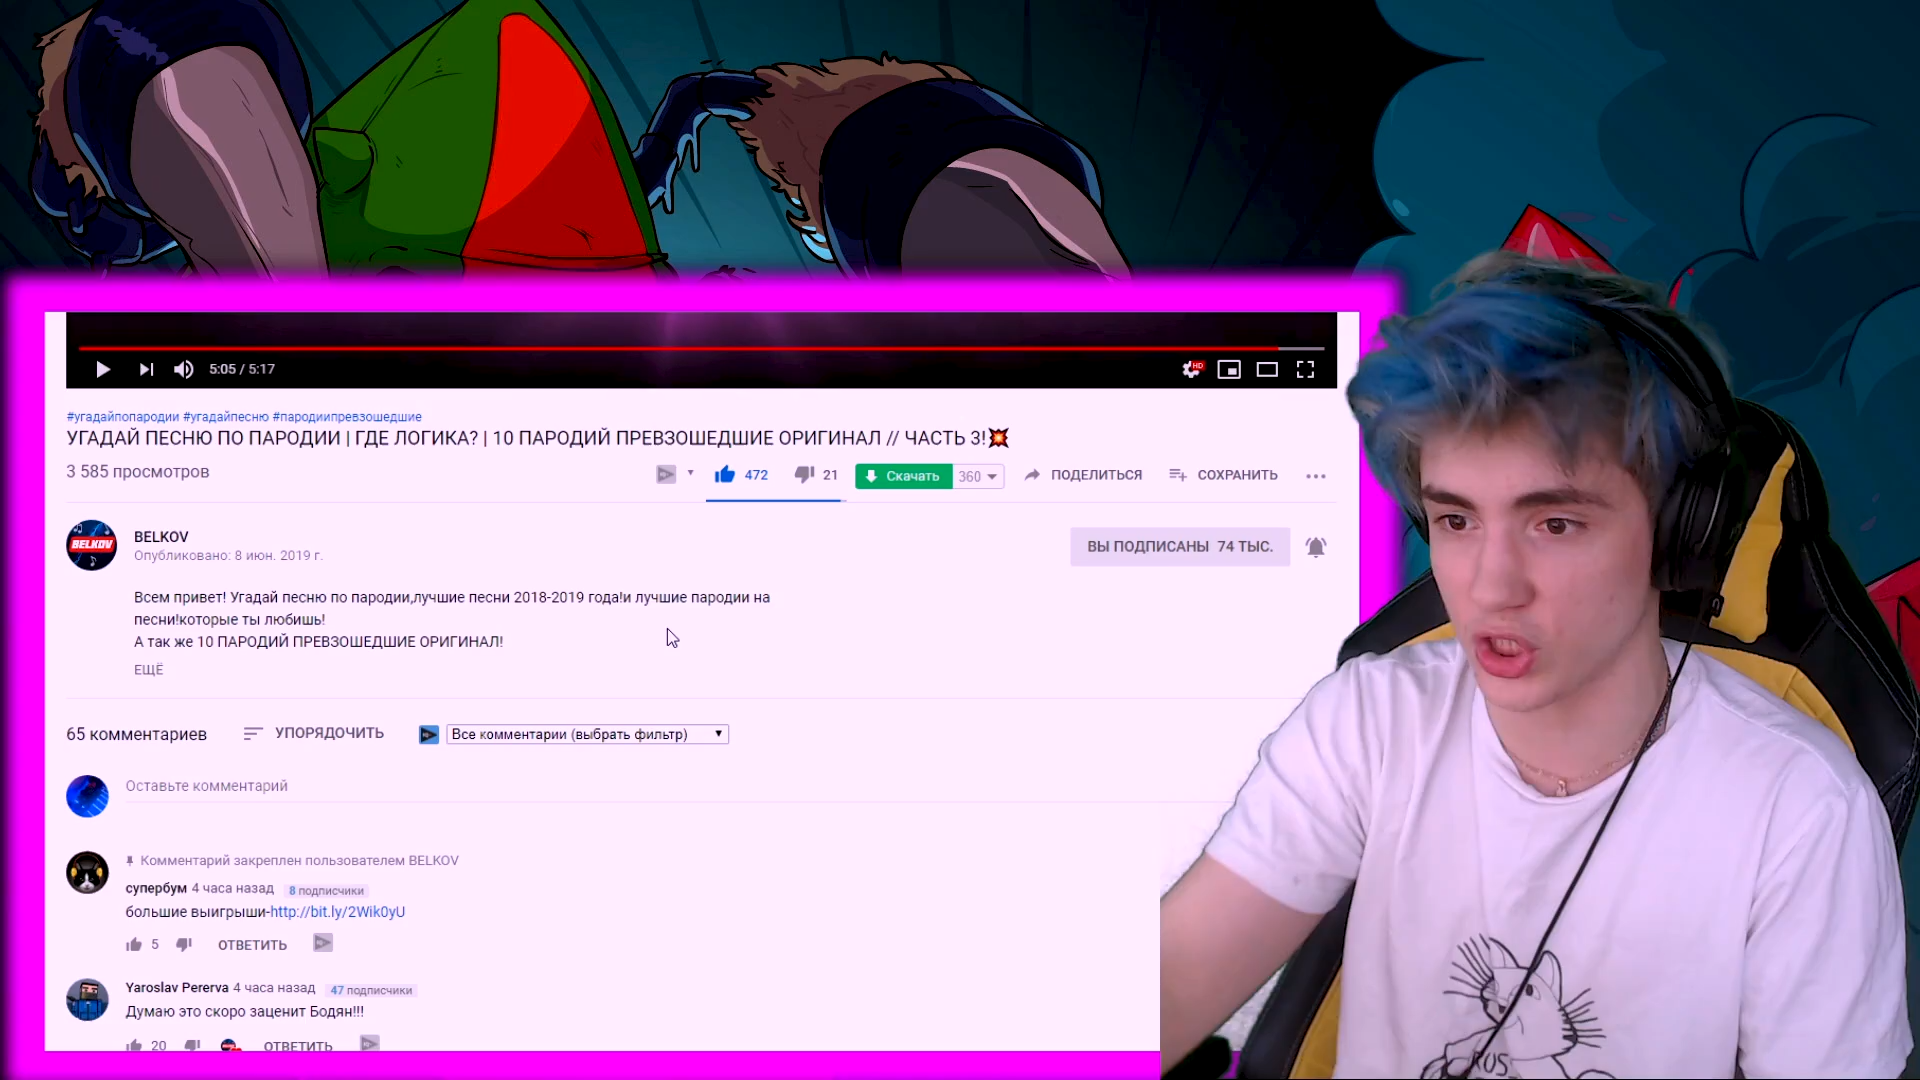 5:05 / 5:17
HD
#угадайпопародии #угадайпесню #пародиипревзошедшие
УГАДАЙ ПЕСНЮ ПО ПАРОДИИ | ГДЕ ЛОГИКА? | 10 ПАРОДИЙ ПРЕВЗОШЕДШИЕ ОРИГИНАЛ // ЧАСТЬ 3!💥
3 585 просмотров
472
21
Скачать
360
ПОДЕЛИТЬСЯ
СОХРАНИТЬ
BELKOV
BELKOV
Опубликовано: 8 июн. 2019 г.
ВЫ ПОДПИСАНЫ 74 ТЫС.
Всем привет! Угадай песню по пародии,лучшие песни 2018-2019 года!и лучшие пародии на
песни!которые ты любишь!
А так же 10 ПАРОДИЙ ПРЕВЗОШЕДШИЕ ОРИГИНАЛ!
ЕЩЁ
65 комментариев
УПОРЯДОЧИТЬ
Все комментарии (выбрать фильтр)
Оставьте комментарий
Комментарий закреплен пользователем BELKOV
супербум 4 часа назад 8 подписчики
большие выигрыши-http://bit.ly/2Wik0yU
5
ОТВЕТИТЬ
Yaroslav Pererva 4 часа назад 47 подписчики
Думаю это скоро заценит Бодян!!!
20
ОТВЕТИТЬ
RUS